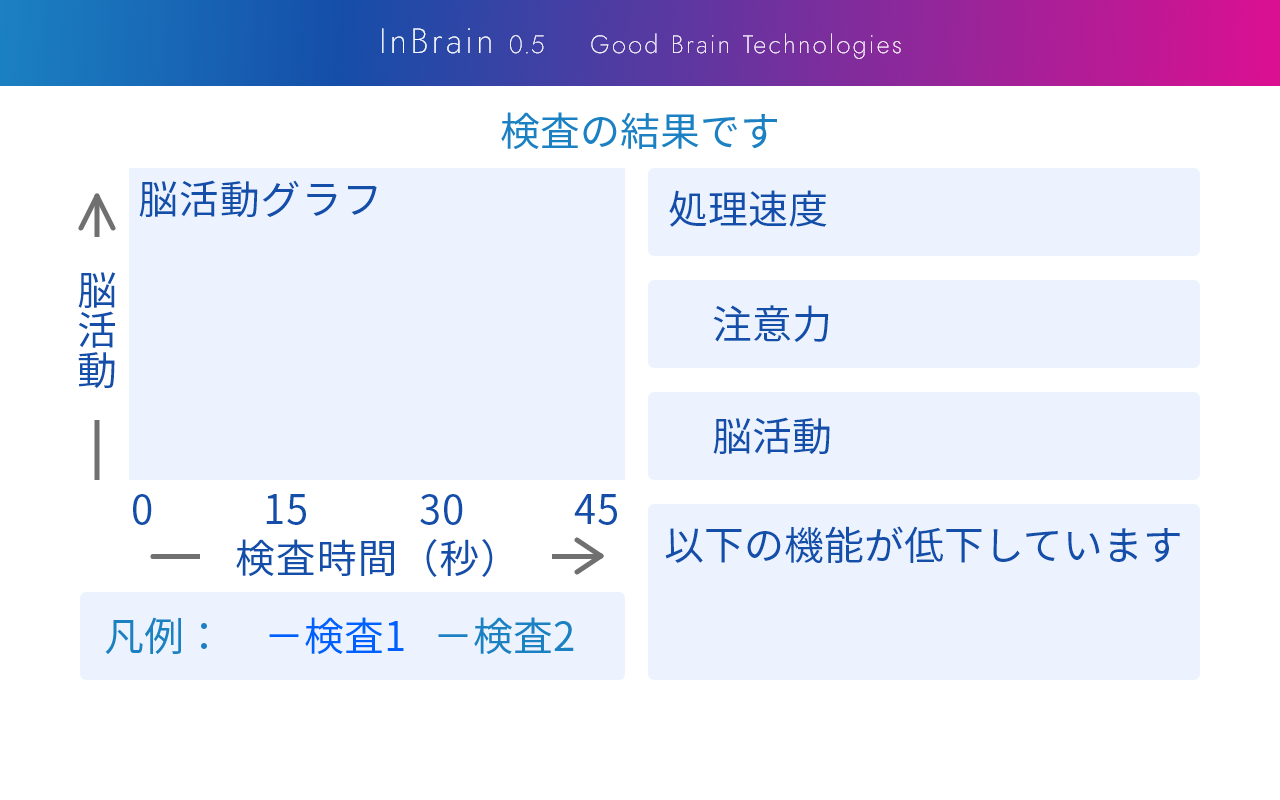 InBrain 0.5 Good Brain Technologies
検査の結果です
脳活動グラフ
脳活動
0 15 30 45
検査時間（秒）
凡例： －検査1 －検査2
処理速度
注意力
脳活動
以下の機能が低下しています